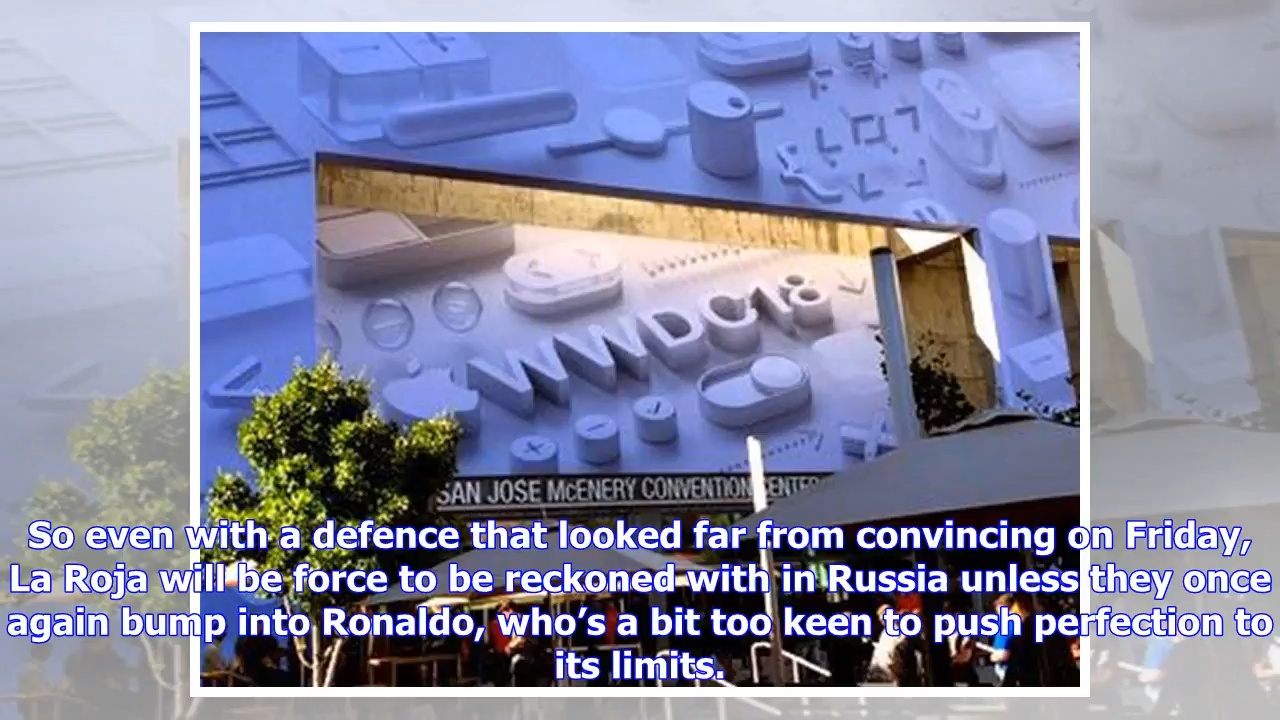 WWDC18
SAN JOSE McENERY CONVENTION CENTER
So even with a defence that looked far from convincing on Friday,
La Roja will be force to be reckoned with in Russia unless they once
again bump into Ronaldo, who's a bit too keen to push perfection to
its limits.